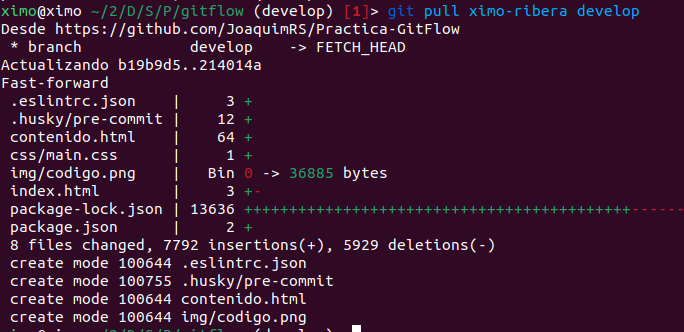 ximo@ximo ~/2/D/S/P/gitflow (develop) [1]> git pull ximo-ribera develop
Desde https://github.com/JoaquimRS/Practica-GitFlow
 * branch            develop    -> FETCH_HEAD
Actualizando b19b9d5..214014a
Fast-forward
 .eslintrc.json    |     3 +
 .husky/pre-commit |    12 +
 contenido.html    |    64 +
 css/main.css      |     1 +
 img/codigo.png    |   Bin 0 -> 36885 bytes
 index.html        |     3 +-
 package-lock.json | 13636 +++++++++++++++++++++++++++++++++++++++++++-------
 package.json      |     2 +
 8 files changed, 7792 insertions(+), 5929 deletions(-)
 create mode 100644 .eslintrc.json
 create mode 100755 .husky/pre-commit
 create mode 100644 contenido.html
 create mode 100644 img/codigo.png